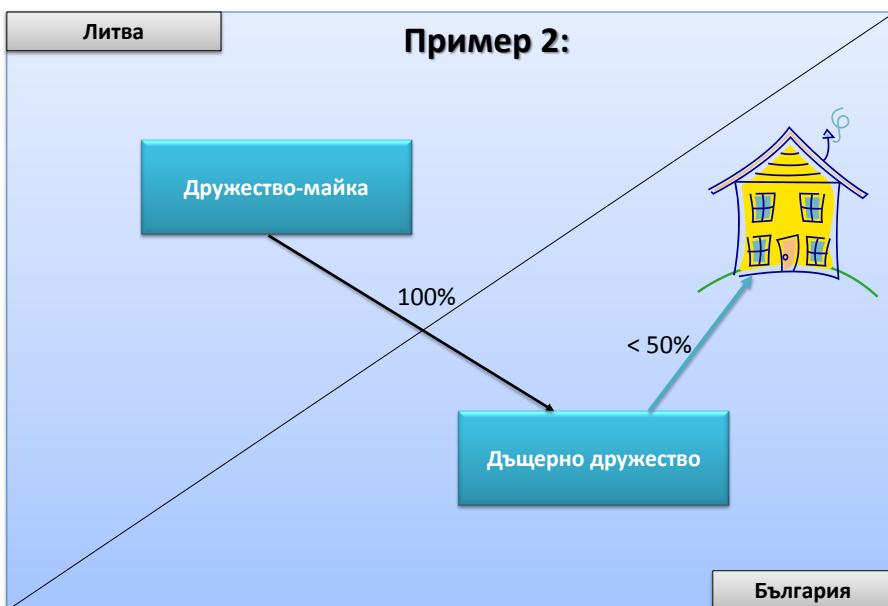 Литва
Пример 2:
Дружество-майка
100%
< 50%
Дъщерно дружество
България